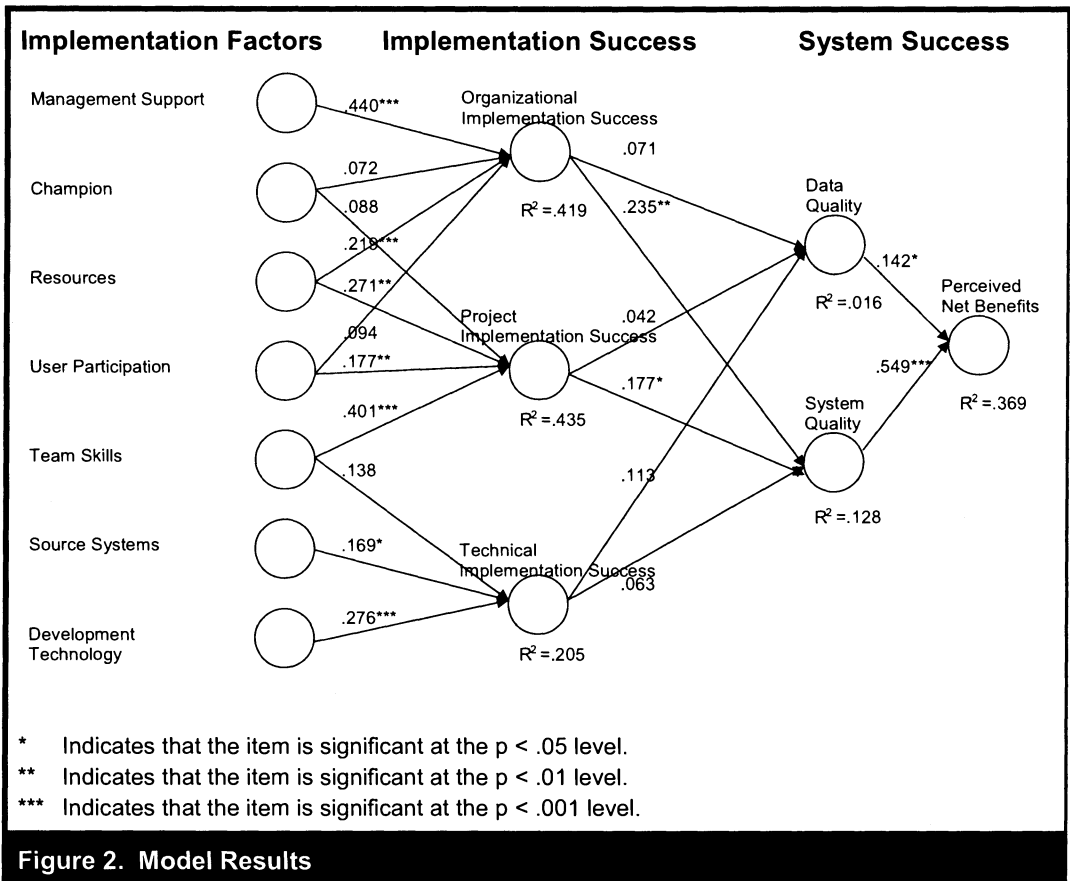 Implementation Factors Implementation Success System Success
Management Support
.440***
Organizational
Implementation Success
.071
Champion
.072
.088
R² =.419
.235**
Data
Quality
.219***
.142*
Resources
.271**
R² =.016
Perceived
Net Benefits
.094
Project
Implementation Success
.042
User Participation
.177**
.177*
.549***
R² =.369
.401***
R² =.435
System
Quality
Team Skills
.138
.113
R² =.128
Source Systems
.169*
Technical
Implementation Success
.063
.276***
Development
Technology
R² =.205
* Indicates that the item is significant at the p < .05 level.
** Indicates that the item is significant at the p < .01 level.
*** Indicates that the item is significant at the p < .001 level.
Figure 2. Model Results